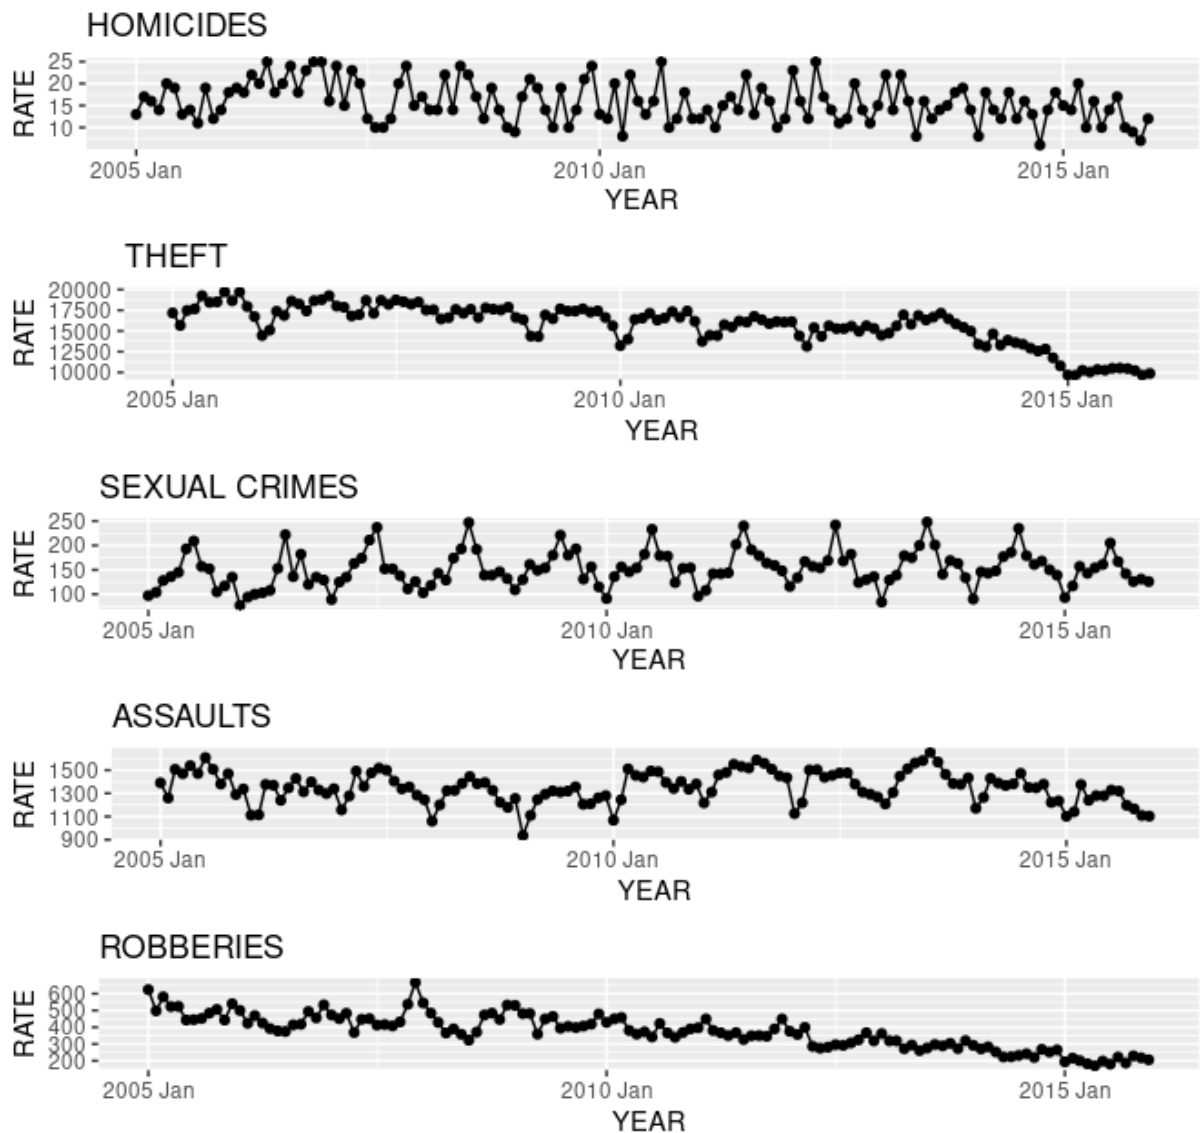 HOMICIDES
RATE
25
20
15
10
2005 Jan 2010 Jan 2015 Jan
YEAR
THEFT
RATE
20000
17500
15000
12500
10000
2005 Jan 2010 Jan 2015 Jan
YEAR
SEXUAL CRIMES
RATE
250
200
150
100
2005 Jan 2010 Jan 2015 Jan
YEAR
ASSAULTS
RATE
1500
1300
1100
900
2005 Jan 2010 Jan 2015 Jan
YEAR
ROBBERIES
RATE
600
500
400
300
200
2005 Jan 2010 Jan 2015 Jan
YEAR